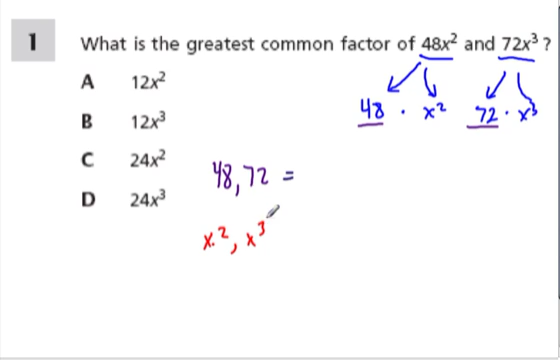 1 What is the greatest common factor of 48x² and 72x³ ?
A 12x²
B 12x³
C 24x²
D 24x³
48 · x² 72 · x³
48, 72 =
x², x³